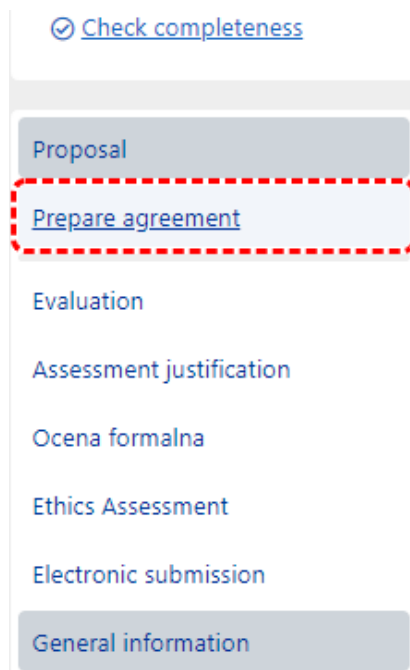 Check completeness
Proposal
Prepare agreement
Evaluation
Assessment justification
Ocena formalna
Ethics Assessment
Electronic submission
General information